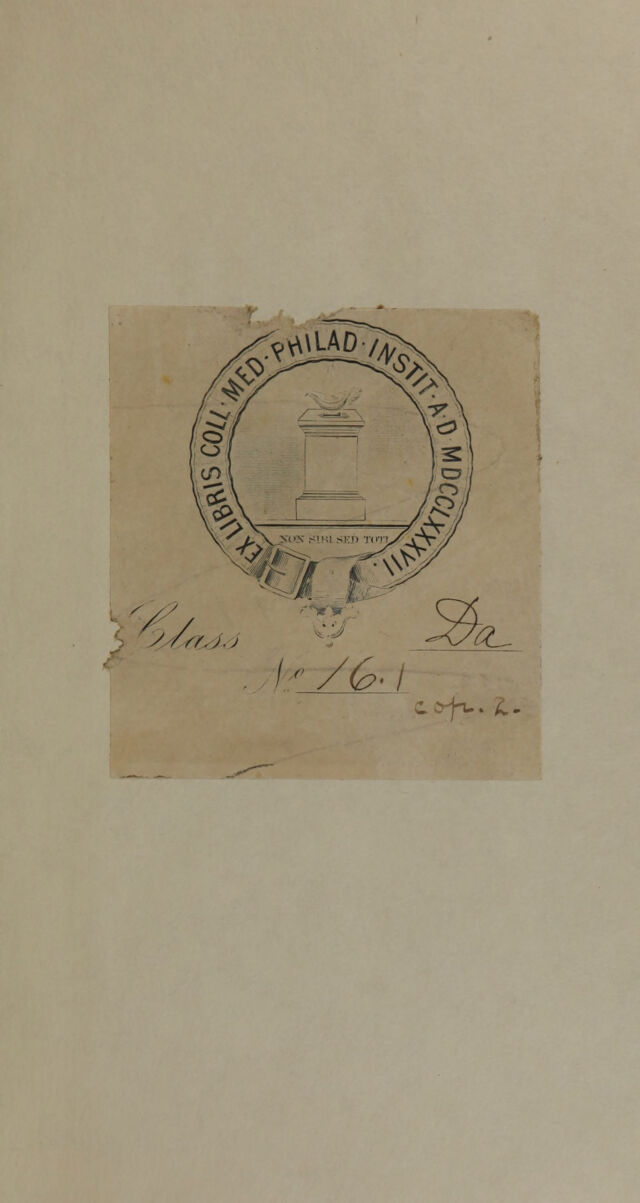 EX LIBRIS COLL·MED·PHILAD·INSTIT·A·D·MDCCLXXXVII.
NON SIBI SED TOTI
Class Da
No 16.1
cop. 2.